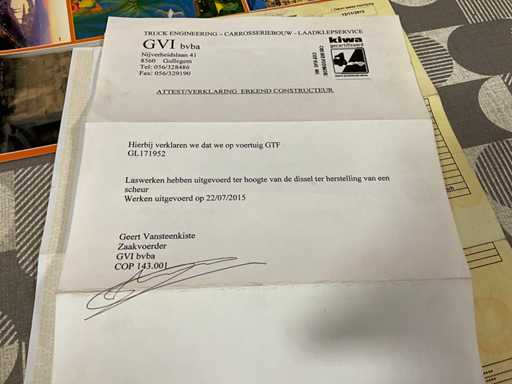 TRUCK ENGINEERING – CARROSSERIEBOUW - LAADKLEPSERVICE
GVI bvba
Nijverheidslaan 41
8560 Gullegem
Tel: 056/328486
Fax: 056/329190
kiwa
gecertificeerd
ATTEST/VERKLARING ERKEND CONSTRUCTEUR
Hierbij verklaren we dat we op voertuig GTF
GL171952
Laswerken hebben uitgevoerd ter hoogte van de dissel ter herstelling van een
scheur
Werken uitgevoerd op 22/07/2015
Geert Vansteenkiste
Zaakvoerder
GVI bvba
COP 143.001